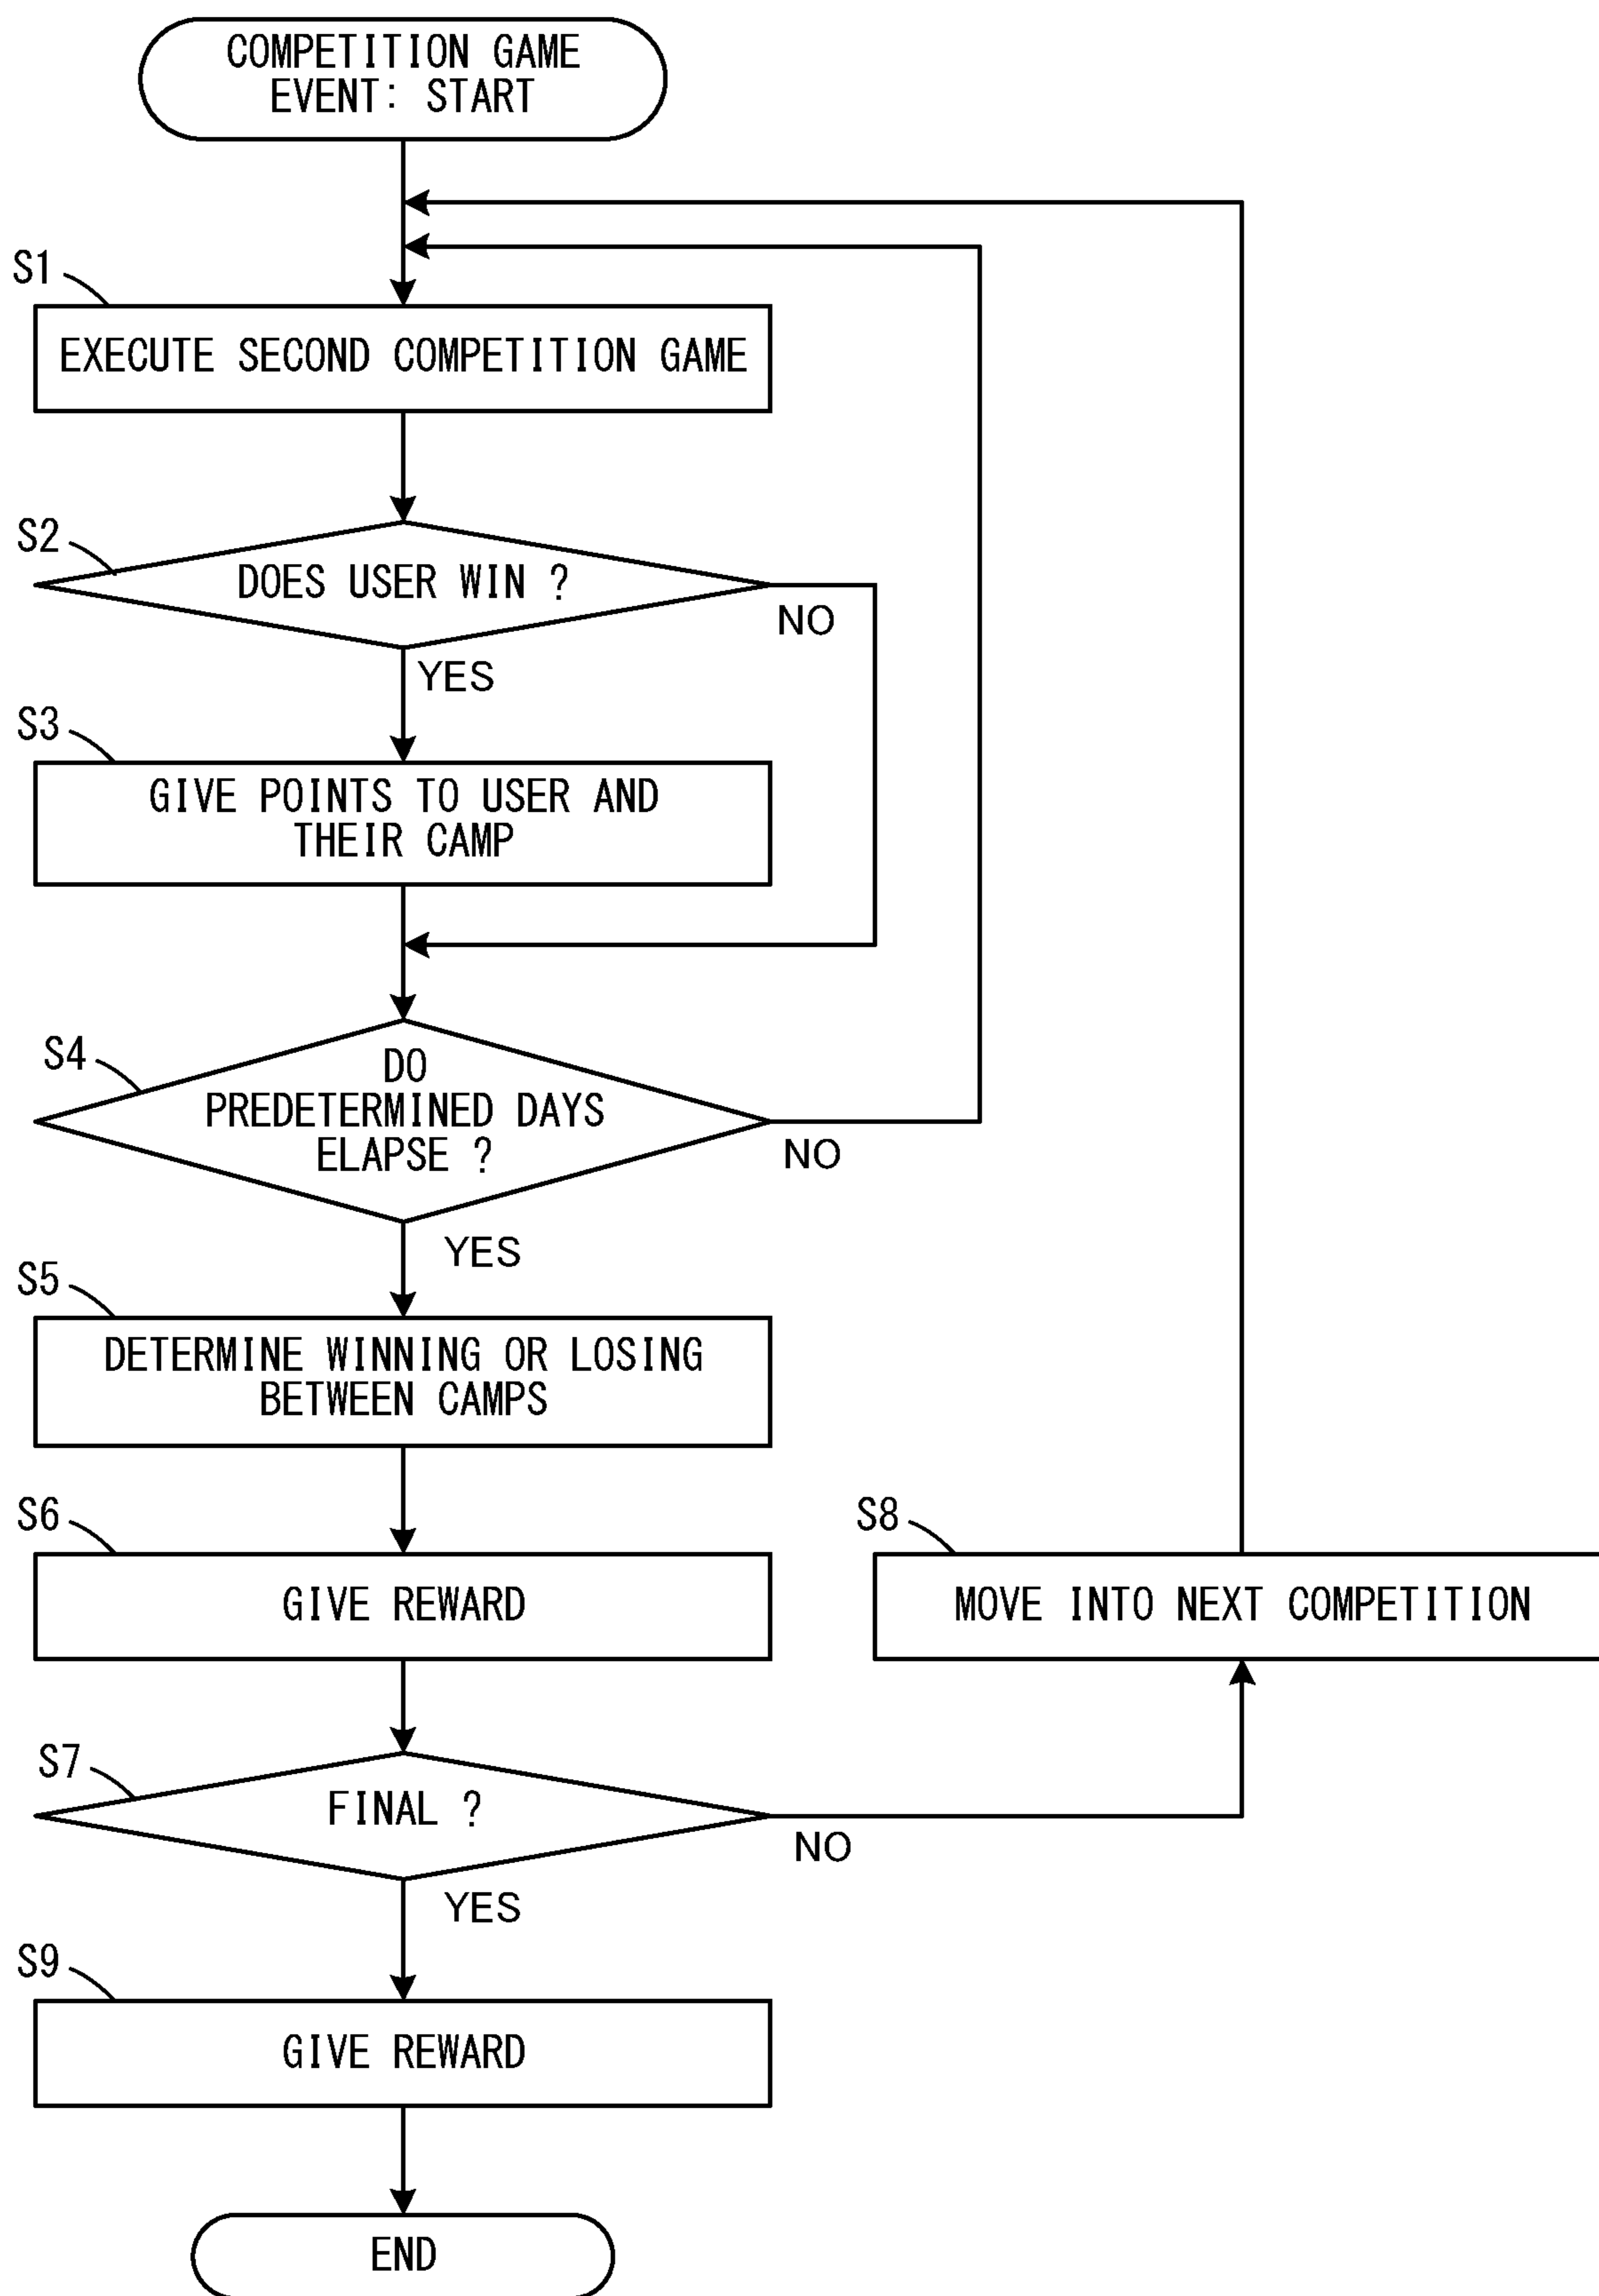 COMPETITION GAME
EVENT: START
S1
EXECUTE SECOND COMPETITION GAME
S2
DOES USER WIN ?
NO
YES
S3
GIVE POINTS TO USER AND
THEIR CAMP
S4
DO
PREDETERMINED DAYS
ELAPSE ?
NO
YES
S5
DETERMINE WINNING OR LOSING
BETWEEN CAMPS
S6
GIVE REWARD
S8
MOVE INTO NEXT COMPETITION
S7
FINAL ?
NO
YES
S9
GIVE REWARD
END